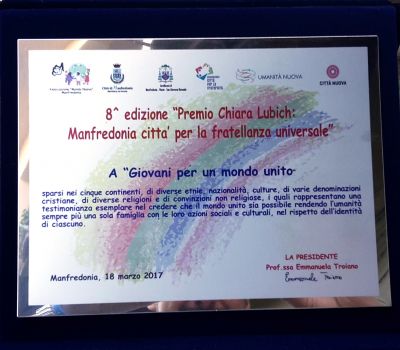 UMANITÀ NUOVA
CITTÀ NUOVA
8^ edizione "Premio Chiara Lubich:
Manfredonia citta' per la fratellanza universale"
A "Giovani per un mondo unito
sparsi nei cinque continenti, di diverse etnie, nazionalità, culture, di varie denominazioni
cristiane, di diverse religioni e di convinzioni non religiose, i quali rappresentano una
testimonianza esemplare nel credere che il mondo unito sia possibile rendendo l'umanità
sempre più una sola famiglia con le loro azioni sociali e culturali, nel rispetto dell'identità
di ciascuno.
LA PRESIDENTE
Prof.ssa Emmanuela Troiano
Emmanuela Troiano
Manfredonia, 18 marzo 2017